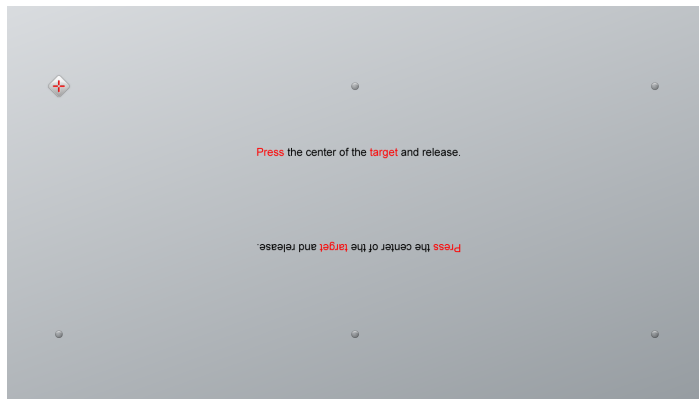 Press the center of the target and release.
Press the center of the target and release.